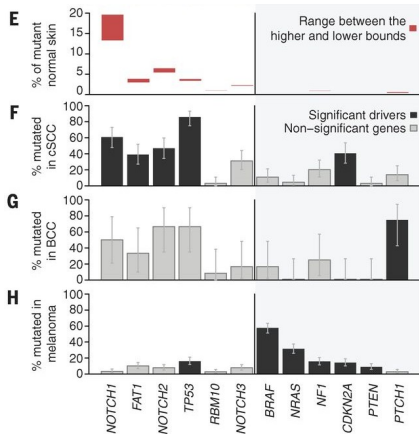 E
% of mutant
normal skin
20
15
10
5
0
Range between the
higher and lower bounds
F
% mutated
in cSCC
100
80
60
40
20
0
Significant drivers
Non-significant genes
G
% mutated
in BCC
100
80
60
40
20
0
H
% mutated in
melanoma
100
80
60
40
20
0
NOTCH1
FAT1
NOTCH2
TP53
RBM10
NOTCH3
BRAF
NRAS
NF1
CDKN2A
PTEN
PTCH1